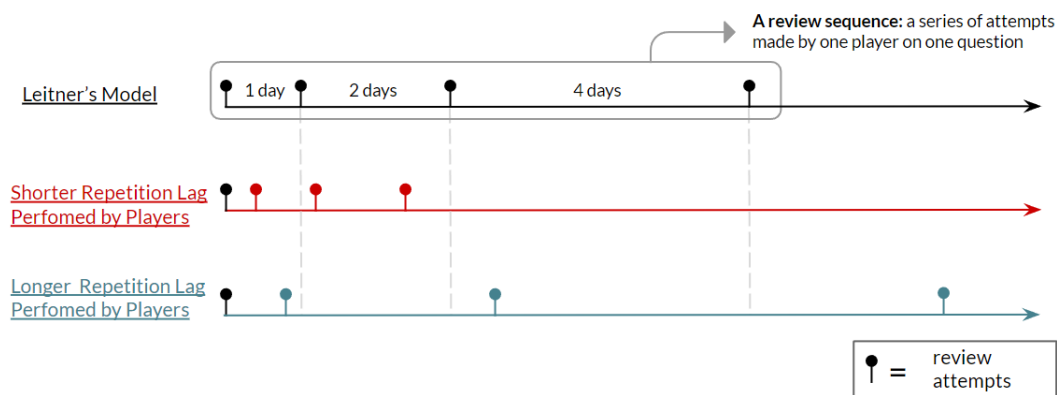 A review sequence: a series of attempts
made by one player on one question
Leitner's Model
1 day
2 days
4 days
Shorter Repetition Lag
Perfomed by Players
Longer Repetition Lag
Perfomed by Players
= review
attempts